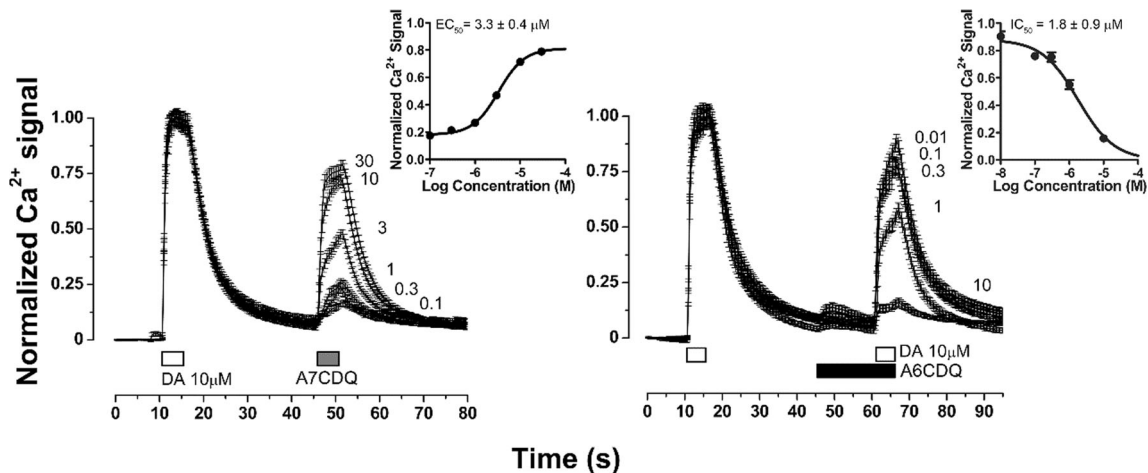 Normalized Ca²⁺ signal
1.00
0.75
0.50
0.25
0
30
10
3
1
0.3
0.1
DA 10μM
A7CDQ
0 10 20 30 40 50 60 70 80
Normalized Ca²⁺ Signal
1.0
0.8
0.6
0.4
0.2
0.0
EC₅₀= 3.3 ± 0.4 μM
-7 -6 -5 -4
Log Concentration (M)
1.00
0.75
0.50
0.25
0
0.01
0.1
0.3
1
10
DA 10μM
A6CDQ
0 10 20 30 40 50 60 70 80 90
Normalized Ca²⁺ Signal
1.0
0.8
0.6
0.4
0.2
0.0
IC₅₀ = 1.8 ± 0.9 μM
-8 -7 -6 -5 -4
Log Concentration (M)
Time (s)